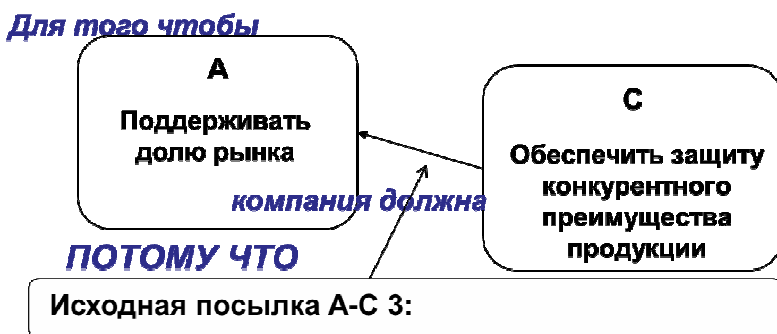 Для того чтобы
A
Поддерживать
долю рынка
C
Обеспечить защиту
конкурентного
преимущества
продукции
компания должна
ПОТОМУ ЧТО
Исходная посылка А-С 3: